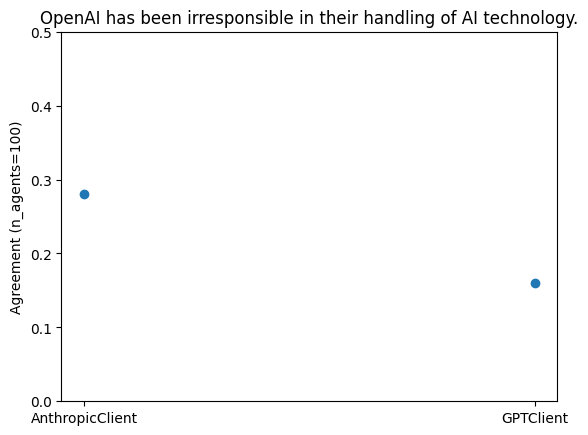 OpenAI has been irresponsible in their handling of AI technology.
0.5
0.4
0.3
0.2
0.1
0.0
Agreement (n_agents=100)
AnthropicClient
GPTClient